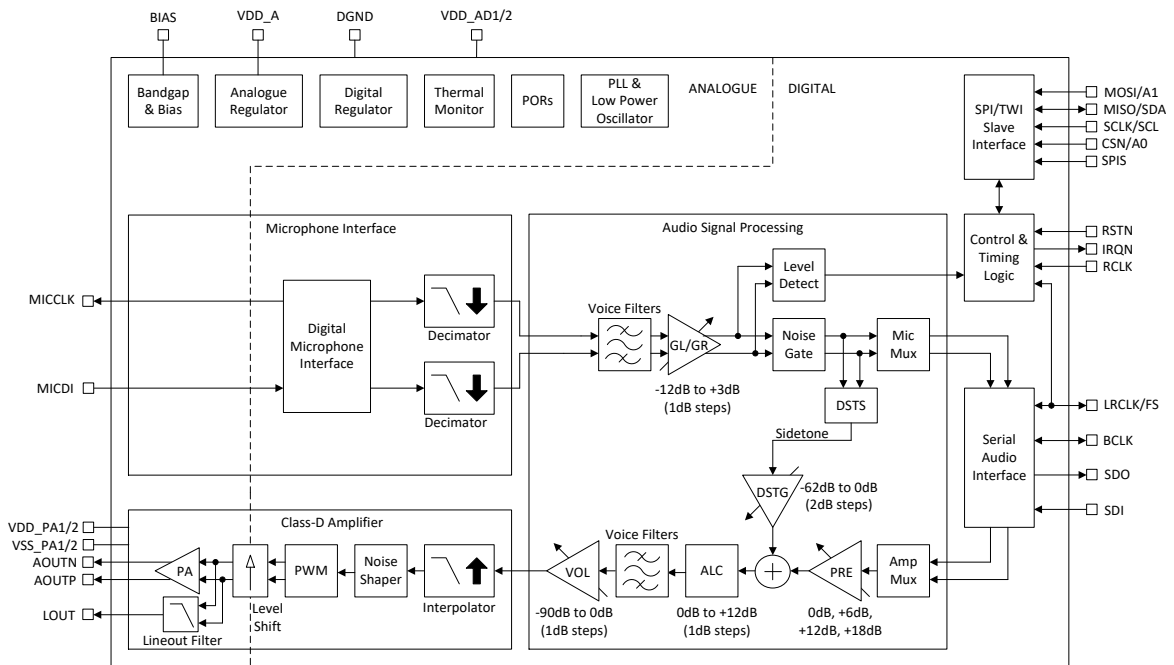 BIAS
VDD_A
DGND
VDD_AD1/2
Bandgap
& Bias
Analogue
Regulator
Digital
Regulator
Thermal
Monitor
PORs
PLL &
Low Power
Oscillator
ANALOGUE
DIGITAL
SPI/TWI
Slave
Interface
MOSI/A1
MISO/SDA
SCLK/SCL
CSN/A0
SPIS
Microphone Interface
Audio Signal Processing
Control &
Timing
Logic
RSTN
IRQN
RCLK
MICCLK
MICDI
Digital
Microphone
Interface
Decimator
Decimator
Voice Filters
GL/GR
-12dB to +3dB
(1dB steps)
Level
Detect
Noise
Gate
Mic
Mux
DSTS
Sidetone
DSTG
-62dB to 0dB
(2dB steps)
Serial
Audio
Interface
LRCLK/FS
BCLK
SDO
SDI
Class-D Amplifier
VDD_PA1/2
VSS_PA1/2
AOUTN
AOUTP
LOUT
PA
Lineout Filter
Level
Shift
PWM
Noise
Shaper
Interpolator
VOL
-90dB to 0dB
(1dB steps)
Voice Filters
ALC
0dB to +12dB
(1dB steps)
PRE
0dB, +6dB,
+12dB, +18dB
Amp
Mux